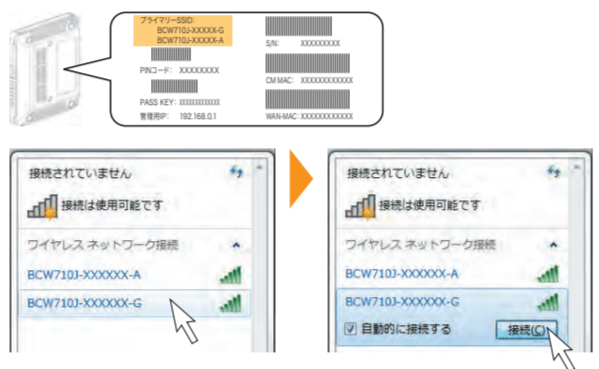 プライマリーSSID:
BCW710J-XXXXX-G
BCW710J-XXXXX-A
PINコード: XXXXXXXX
PASS KEY: XXXXXXXXXXXXX
管理用IP: 192.168.0.1
S/N: XXXXXXXXX
CM MAC: XXXXXXXXXXXX
WAN-MAC: XXXXXXXXXXXX
接続されていません
接続は使用可能です
ワイヤレス ネットワーク接続
BCW710J-XXXXXX-A
BCW710J-XXXXXX-G
接続されていません
接続は使用可能です
ワイヤレス ネットワーク接続
BCW710J-XXXXXX-A
BCW710J-XXXXXX-G
自動的に接続する
接続(C)